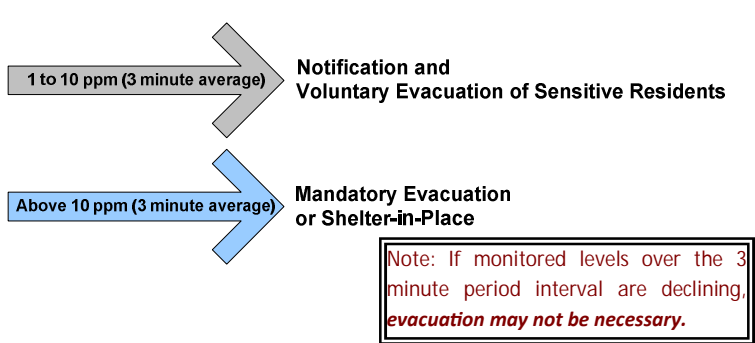 1 to 10 ppm (3 minute average)
Notification and
Voluntary Evacuation of Sensitive Residents
Above 10 ppm (3 minute average)
Mandatory Evacuation
or Shelter-in-Place
Note: If monitored levels over the 3
minute period interval are declining,
evacuation may not be necessary.